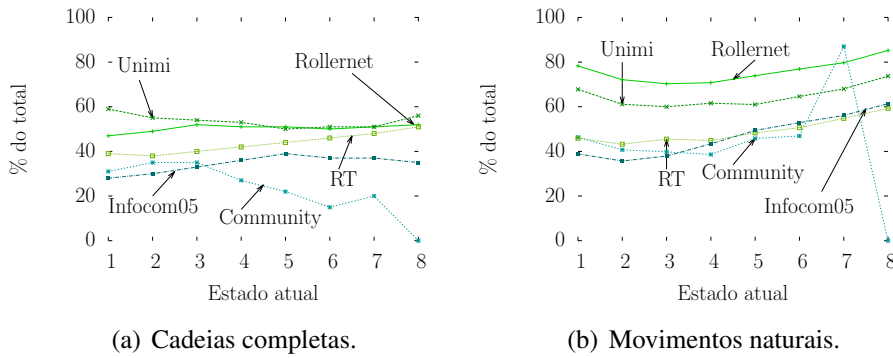 100
80
60
40
20
0
% do total
1 2 3 4 5 6 7 8
Estado atual
Unimi
Rollernet
RT
Infocom05
Community
(a) Cadeias completas.
100
80
60
40
20
0
% do total
1 2 3 4 5 6 7 8
Estado atual
Unimi
Rollernet
RT
Community
Infocom05
(b) Movimentos naturais.